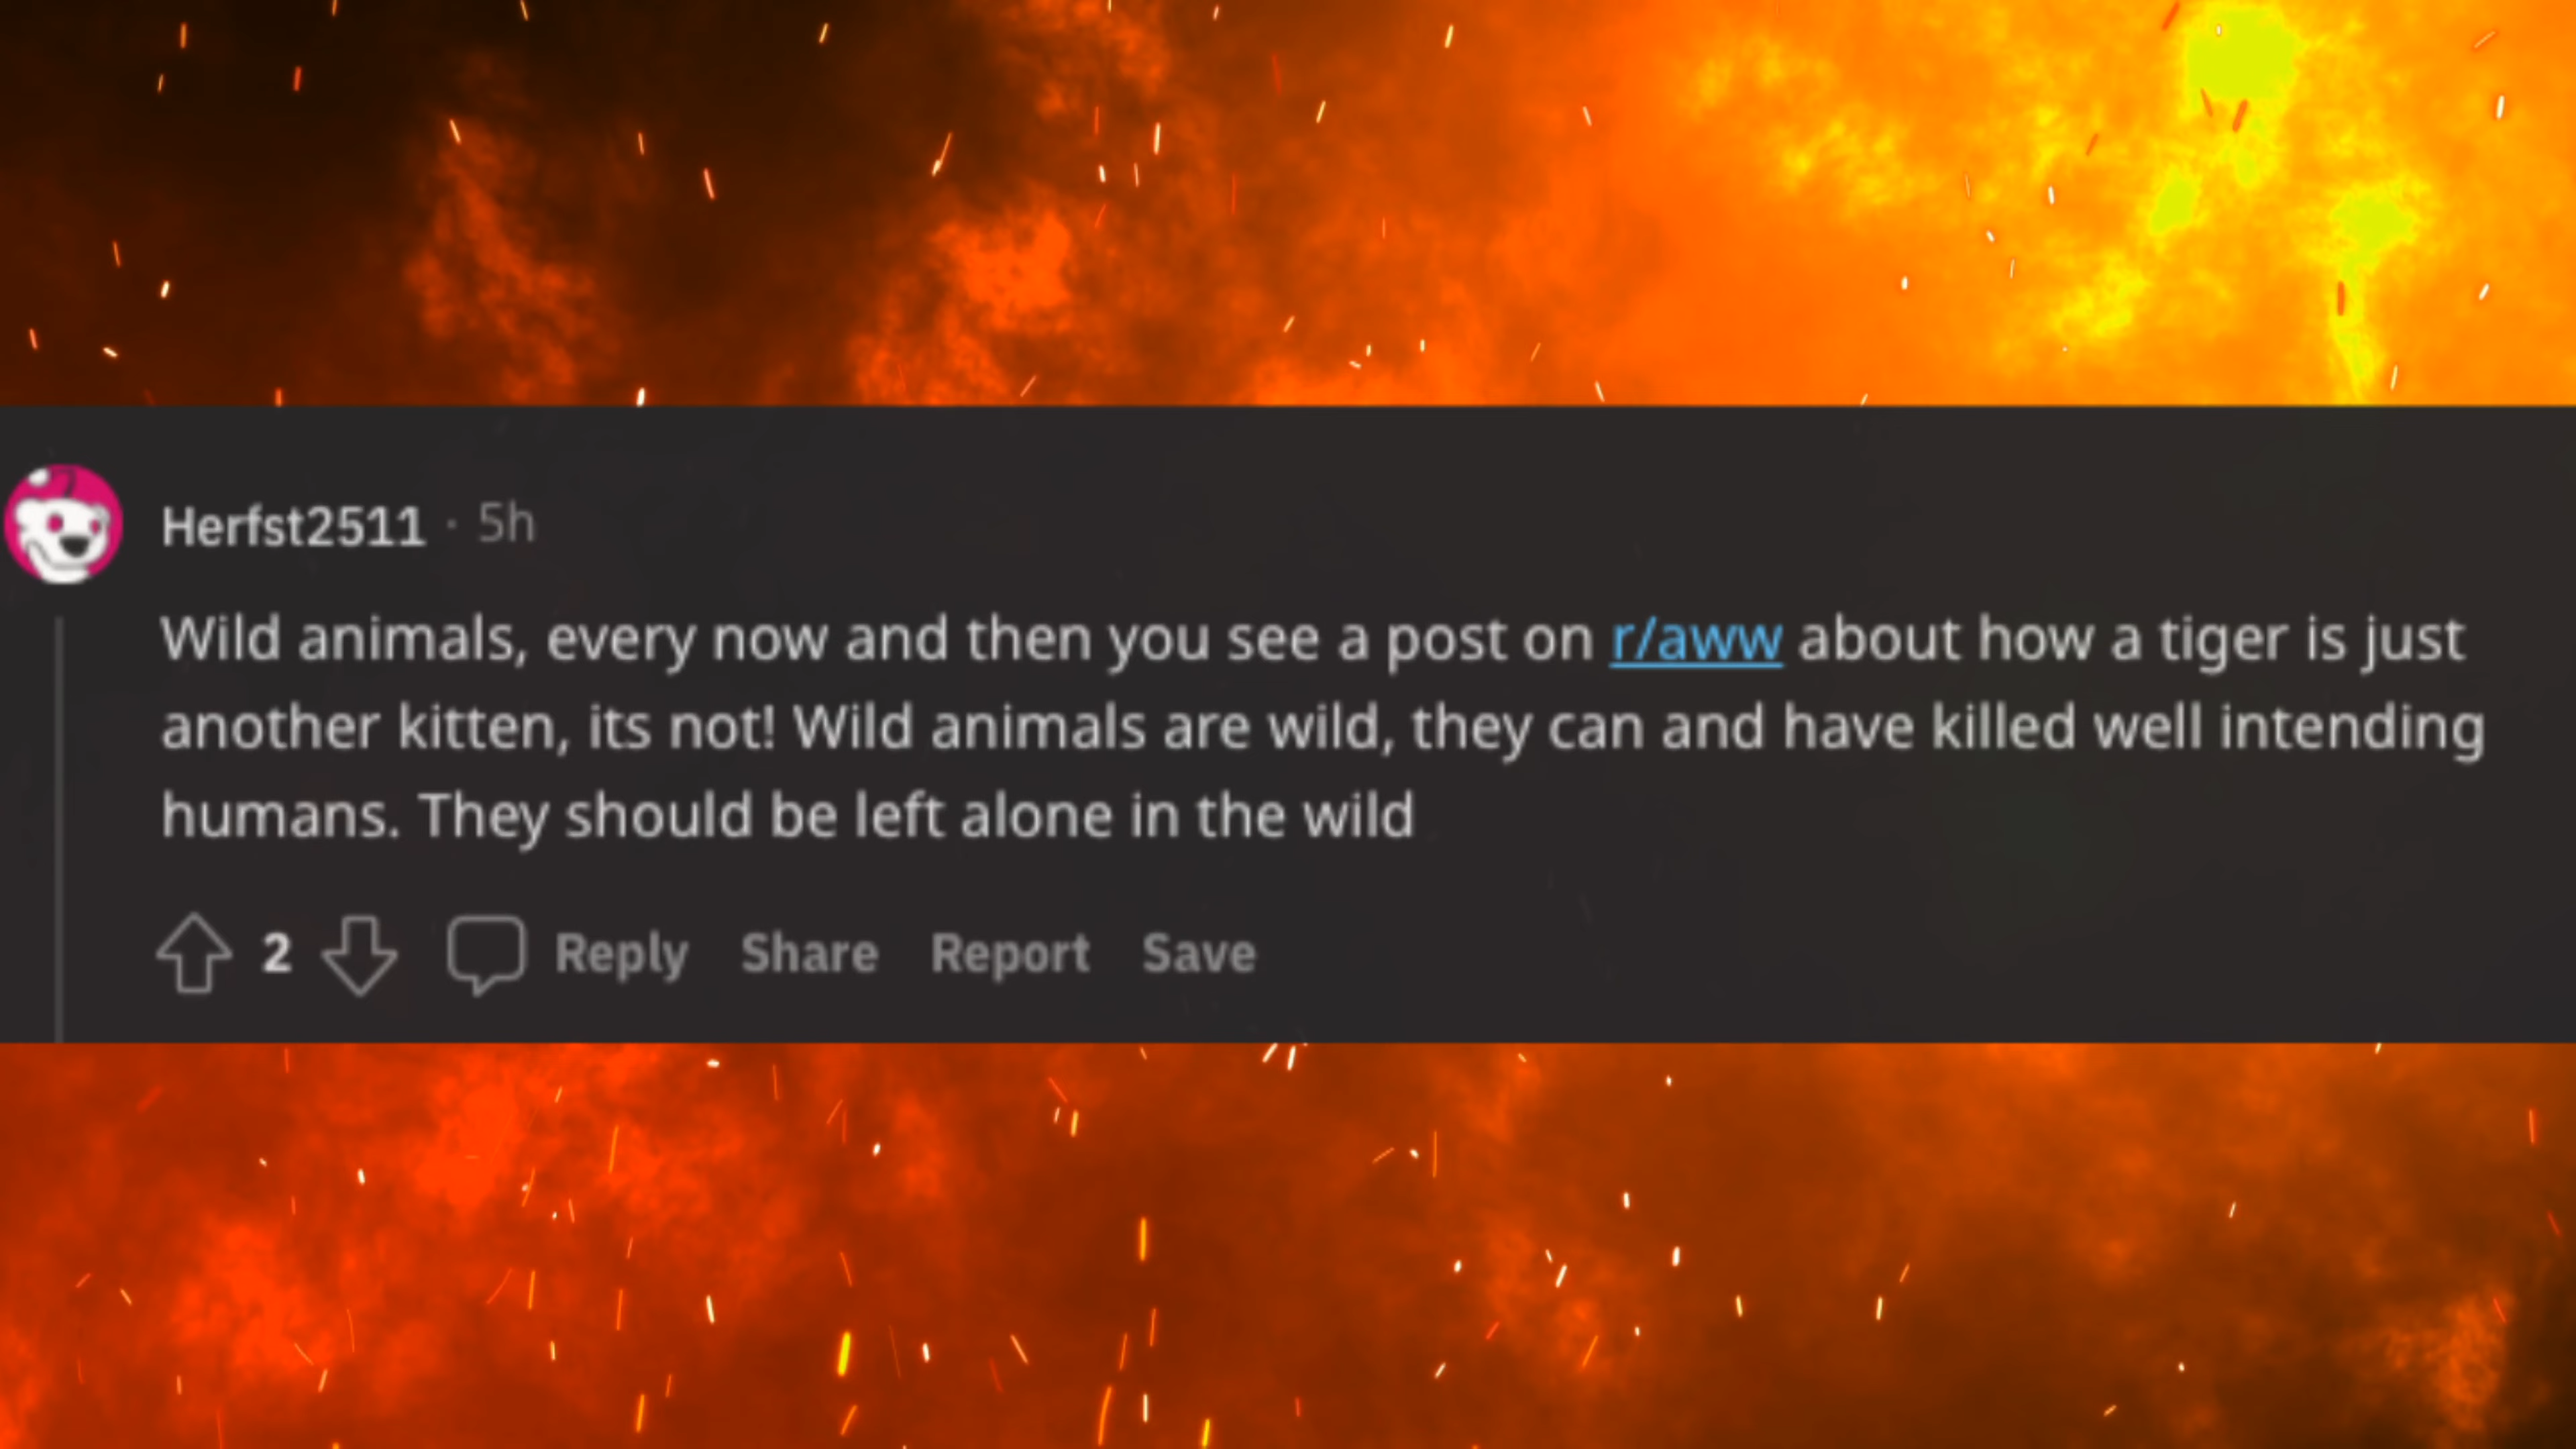 Herfst2511 · 5h
Wild animals, every now and then you see a post on r/aww about how a tiger is just
another kitten, its not! Wild animals are wild, they can and have killed well intending
humans. They should be left alone in the wild
2 Reply Share Report Save